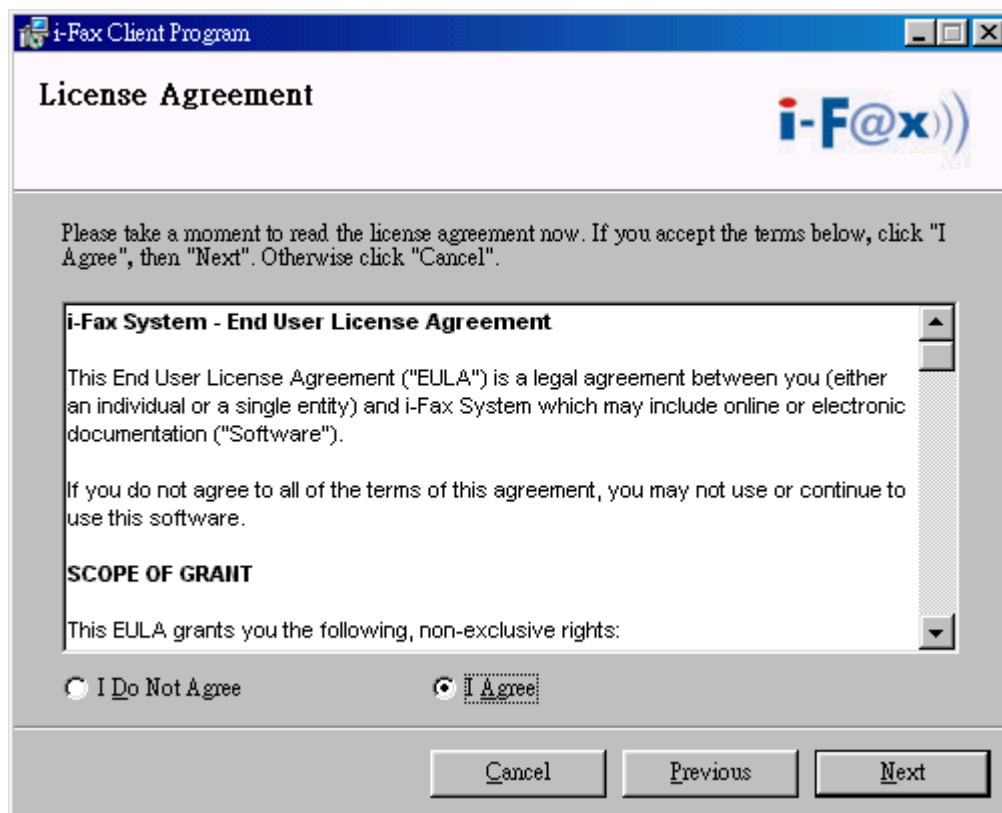 i-Fax Client Program
License Agreement
i-F@x
Please take a moment to read the license agreement now. If you accept the terms below, click "I
Agree", then "Next". Otherwise click "Cancel".
i-Fax System - End User License Agreement
This End User License Agreement ("EULA") is a legal agreement between you (either
an individual or a single entity) and i-Fax System which may include online or electronic
documentation ("Software").
If you do not agree to all of the terms of this agreement, you may not use or continue to
use this software.
SCOPE OF GRANT
This EULA grants you the following, non-exclusive rights:
I Do Not Agree
I Agree
Cancel
Previous
Next